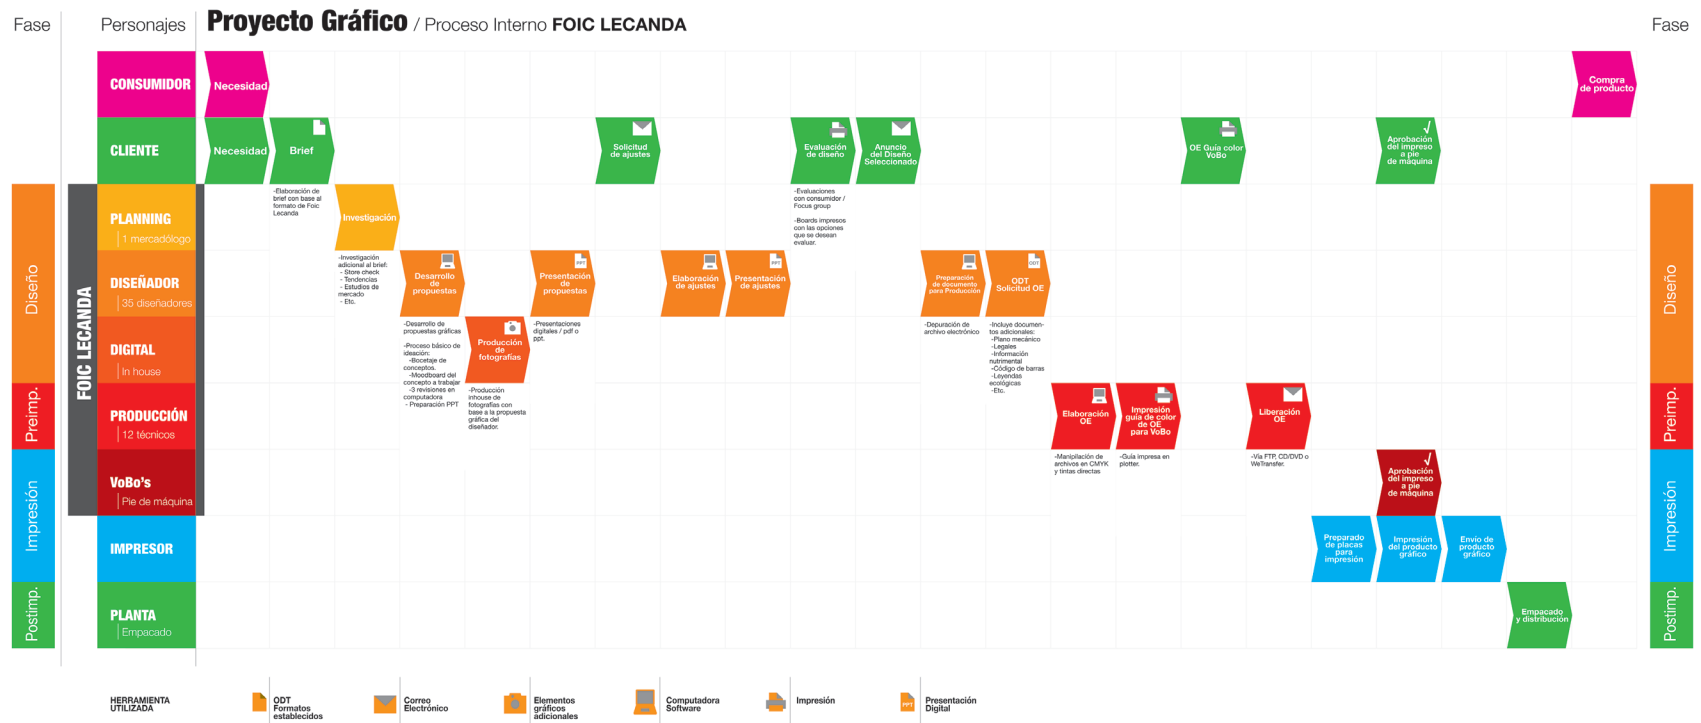 Fase
Personajes
Proyecto Gráfico / Proceso Interno FOIC LECANDA
Fase
CONSUMIDOR
Necesidad
Compra
de producto
CLIENTE
Necesidad
Brief
Solicitud
de ajustes
Evaluación
de diseño
Anuncio
del Diseño
Seleccionado
OE Guía color
VoBo
Aprobación
del impreso
a pie
de máquina
-Elaboración de
brief con base al
formato de Foic
Lecanda
-Evaluaciones
con consumidor /
Focus group
-Boards impresos
con las opciones
que se desean
evaluar.
Diseño
FOIC LECANDA
PLANNING
1 mercadólogo
Investigación
-Investigación
adicional al brief:
- Store check
- Tendencias
- Estudios de
mercado
- Etc.
DISEÑADOR
35 diseñadores
Desarrollo
de
propuestas
PPT
Presentación
de
propuestas
Elaboración
de ajustes
PPT
Presentación
de ajustes
Preparación
de documento
para Producción
ODT
ODT
Solicitud OE
-Desarrollo de
propuestas gráficas
-Proceso básico de
ideación:
-Bocetaje de
conceptos.
-Moodboard del
concepto a trabajar
-3 revisiones en
computadora
- Preparación PPT
-Presentaciones
digitales / pdf o
ppt.
-Depuración de
archivo electrónico
-Incluye documen-
tos adicionales:
-Plano mecánico
-Legales
-Información
nutrimental
-Código de barras
-Leyendas
ecológicas
-Etc.
DIGITAL
In house
Producción
de
fotografías
-Producción
inhouse de
fotografías con
base a la propuesta
gráfica del
diseñador.
Preimp.
PRODUCCIÓN
12 técnicos
Elaboración
OE
Impresión
guía de color
de OE
para VoBo
Liberación
OE
-Manipilación de
archivos en CMYK
y tintas directas
-Guía impresa en
plotter.
-Vía FTP, CD/DVD o
WeTransfer.
Impresión
VoBo's
Pie de máquina
Aprobación
del impreso
a pie
de máquina
IMPRESOR
Preparado
de placas
para
impresión
Impresión
del producto
gráfico
Envío de
producto
gráfico
Postimp.
PLANTA
Empacado
Empacado
y distribución
Diseño
Preimp.
Impresión
Postimp.
HERRAMIENTA
UTILIZADA
ODT
Formatos
establecidos
Correo
Electrónico
Elementos
gráficos
adicionales
Computadora
Software
Impresión
PPT
Presentación
Digital